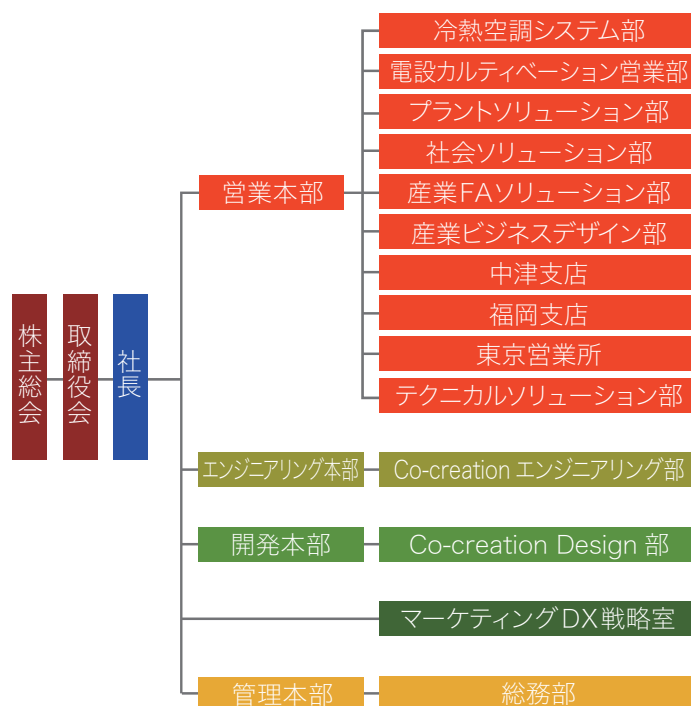 株主総会
取締役会
社長
営業本部
冷熱空調システム部
電設カルティベーション営業部
プラントソリューション部
社会ソリューション部
産業FAソリューション部
産業ビジネスデザイン部
中津支店
福岡支店
東京営業所
テクニカルソリューション部
エンジニアリング本部
Co-creation エンジニアリング部
開発本部
Co-creation Design 部
マーケティングDX戦略室
管理本部
総務部